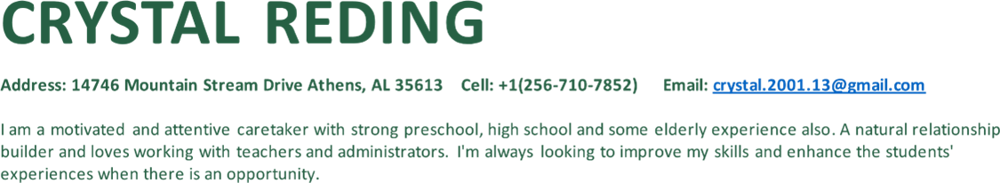 CRYSTAL REDING
Address: 14746 Mountain Stream Drive Athens, AL 35613 Cell: +1(256-710-7852) Email: crystal.2001.13@gmail.com
I am a motivated and attentive caretaker with strong preschool, high school and some elderly experience also. A natural relationship
builder and loves working with teachers and administrators. I'm always looking to improve my skills and enhance the students'
experiences when there is an opportunity.